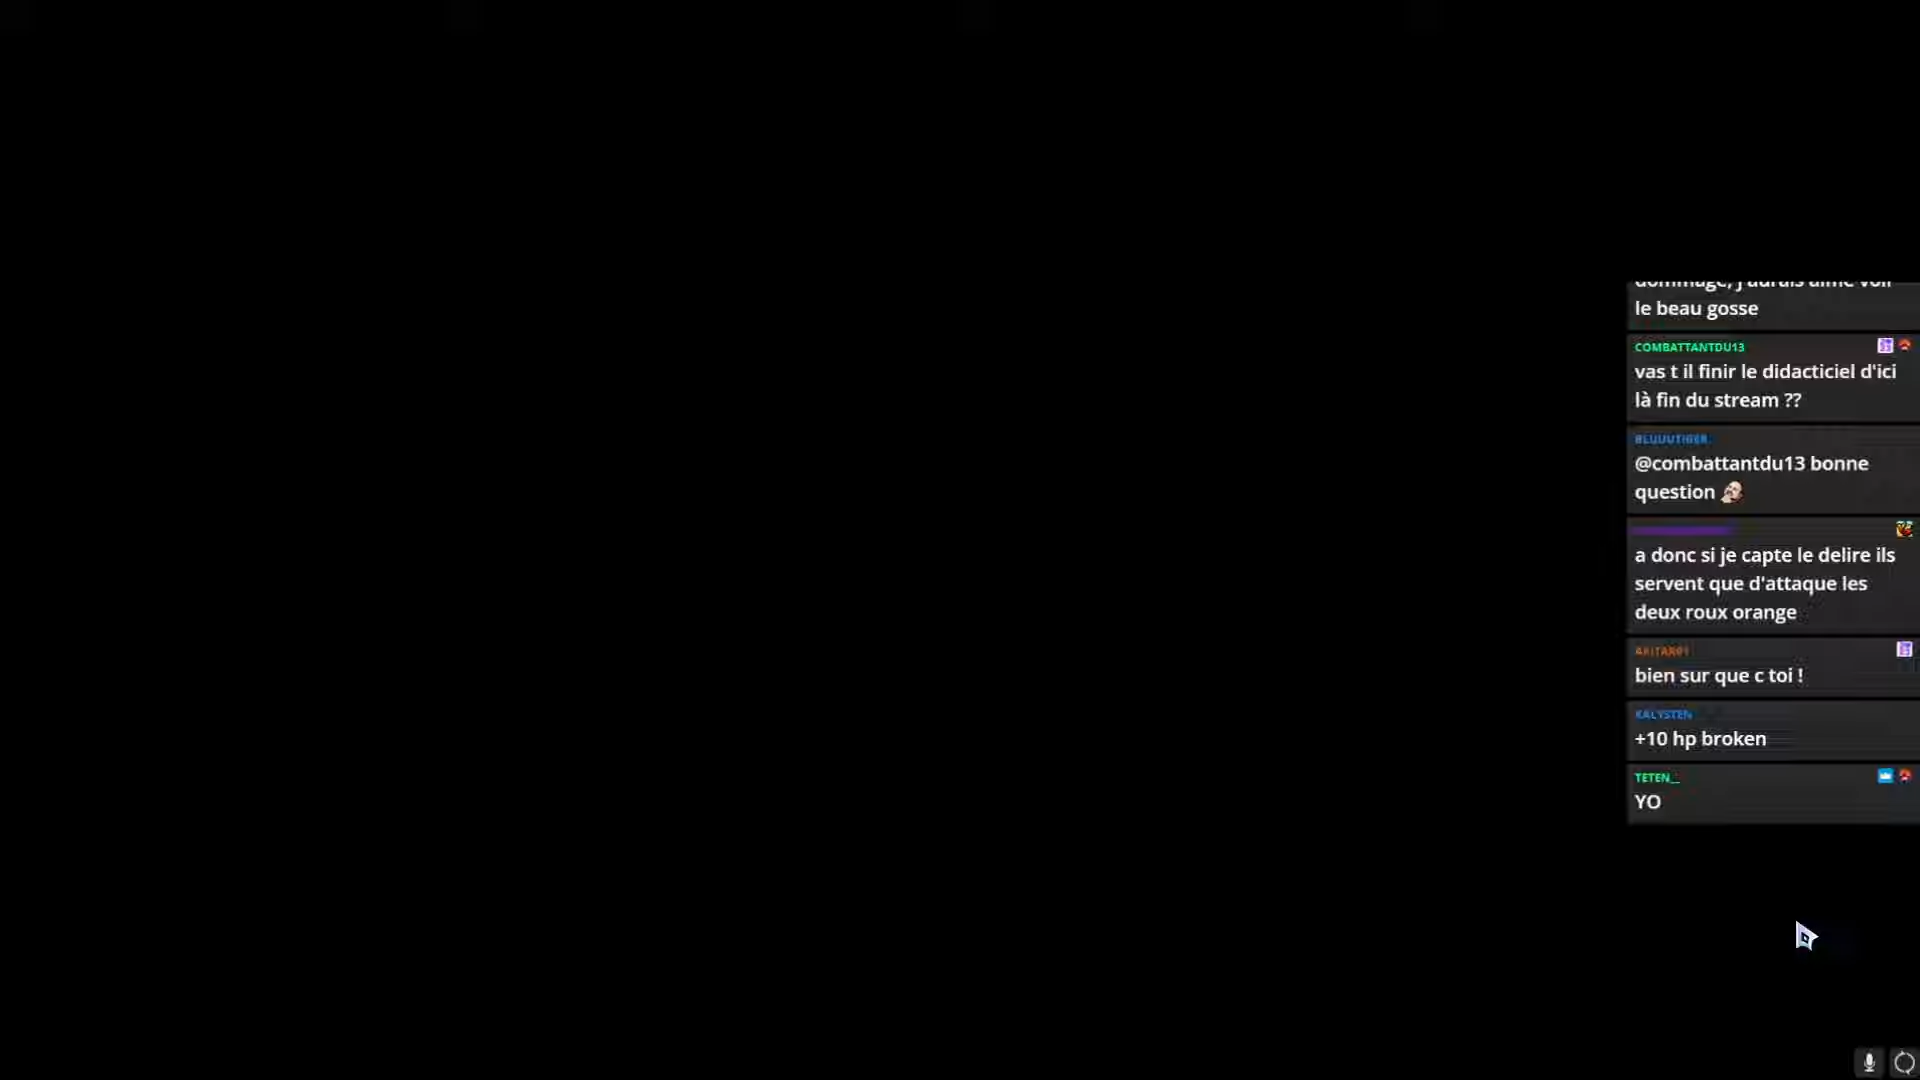 le beau gosse
COMBATTANTDU13
vas t il finir le didacticiel d'ici
là fin du stream ??
BLUUUTIGER
@combattantdu13 bonne
question
a donc si je capte le delire ils
servent que d'attaque les
deux roux orange
bien sur que c toi !
KALYSTEN
+10 hp broken
TETEN__
YO